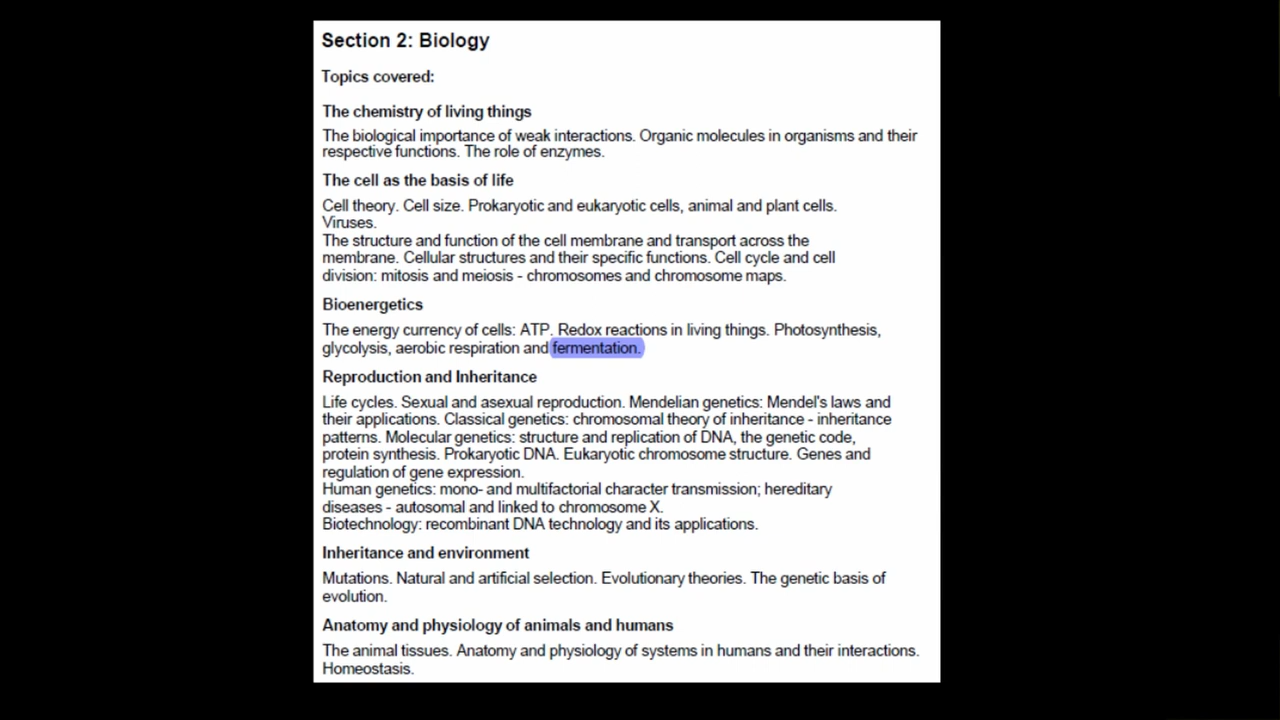 Section 2: Biology
Topics covered:
The chemistry of living things
The biological importance of weak interactions. Organic molecules in organisms and their
respective functions. The role of enzymes.
The cell as the basis of life
Cell theory. Cell size. Prokaryotic and eukaryotic cells, animal and plant cells.
Viruses.
The structure and function of the cell membrane and transport across the
membrane. Cellular structures and their specific functions. Cell cycle and cell
division: mitosis and meiosis - chromosomes and chromosome maps.
Bioenergetics
The energy currency of cells: ATP. Redox reactions in living things. Photosynthesis,
glycolysis, aerobic respiration and fermentation.
Reproduction and Inheritance
Life cycles. Sexual and asexual reproduction. Mendelian genetics: Mendel's laws and
their applications. Classical genetics: chromosomal theory of inheritance - inheritance
patterns. Molecular genetics: structure and replication of DNA, the genetic code,
protein synthesis. Prokaryotic DNA. Eukaryotic chromosome structure. Genes and
regulation of gene expression.
Human genetics: mono- and multifactorial character transmission; hereditary
diseases - autosomal and linked to chromosome X.
Biotechnology: recombinant DNA technology and its applications.
Inheritance and environment
Mutations. Natural and artificial selection. Evolutionary theories. The genetic basis of
evolution.
Anatomy and physiology of animals and humans
The animal tissues. Anatomy and physiology of systems in humans and their interactions.
Homeostasis.